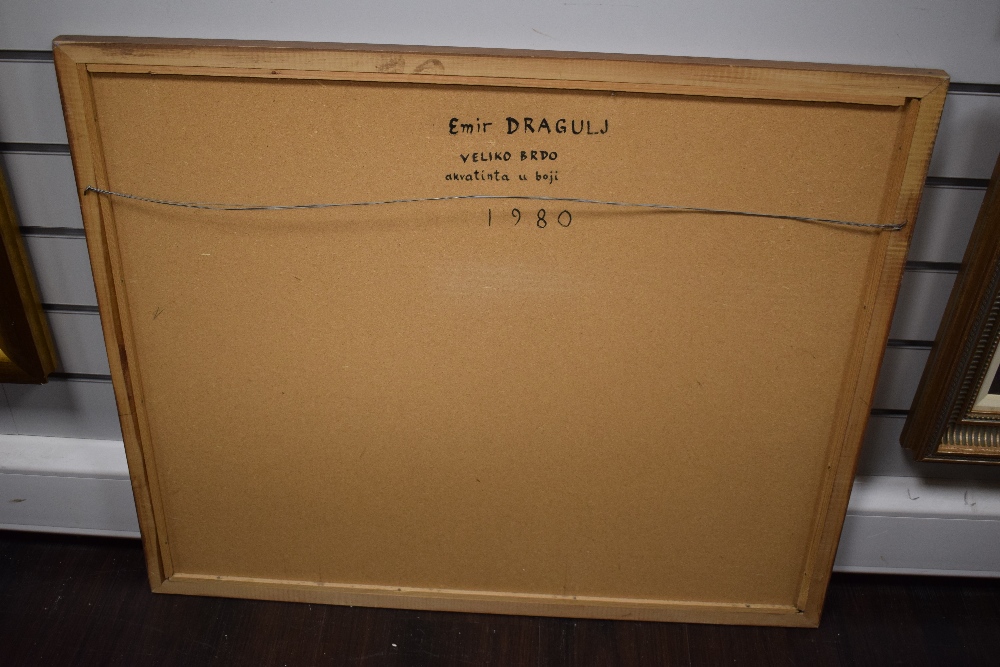 Emir DRAGULJ
VELIKO BRDO
akvatinta u boji
1980